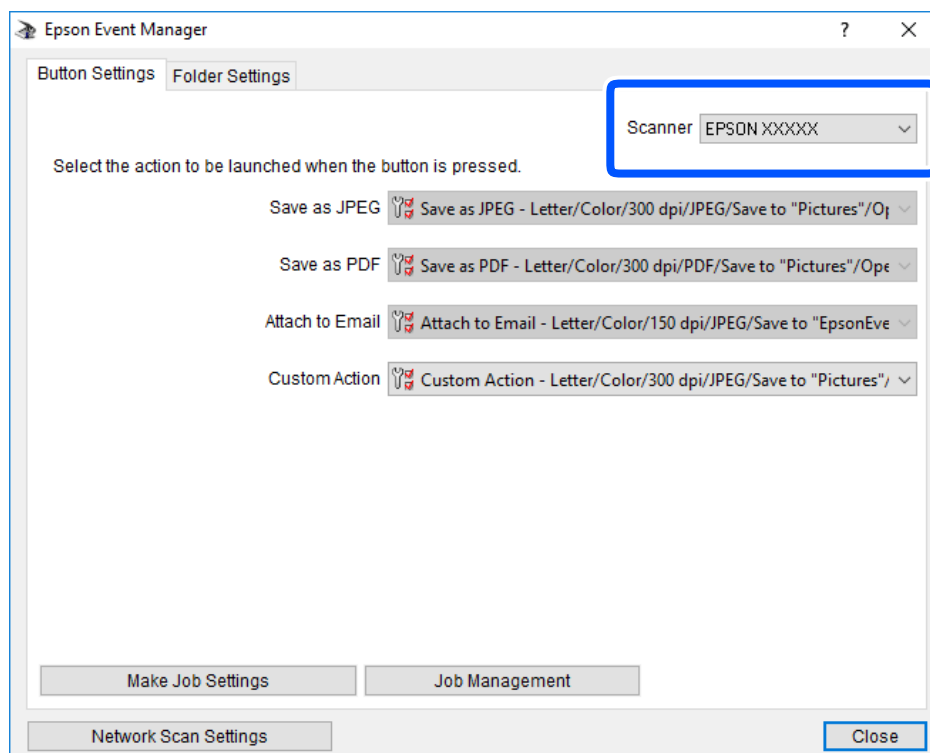 Epson Event Manager
Button Settings Folder Settings
Scanner EPSON XXXXX
Select the action to be launched when the button is pressed.
Save as JPEG Save as JPEG - Letter/Color/300 dpi/JPEG/Save to "Pictures"/Op
Save as PDF Save as PDF - Letter/Color/300 dpi/PDF/Save to "Pictures"/Ope
Attach to Email Attach to Email - Letter/Color/150 dpi/JPEG/Save to "EpsonEve
Custom Action Custom Action - Letter/Color/300 dpi/JPEG/Save to "Pictures"/
Make Job Settings Job Management
Network Scan Settings Close